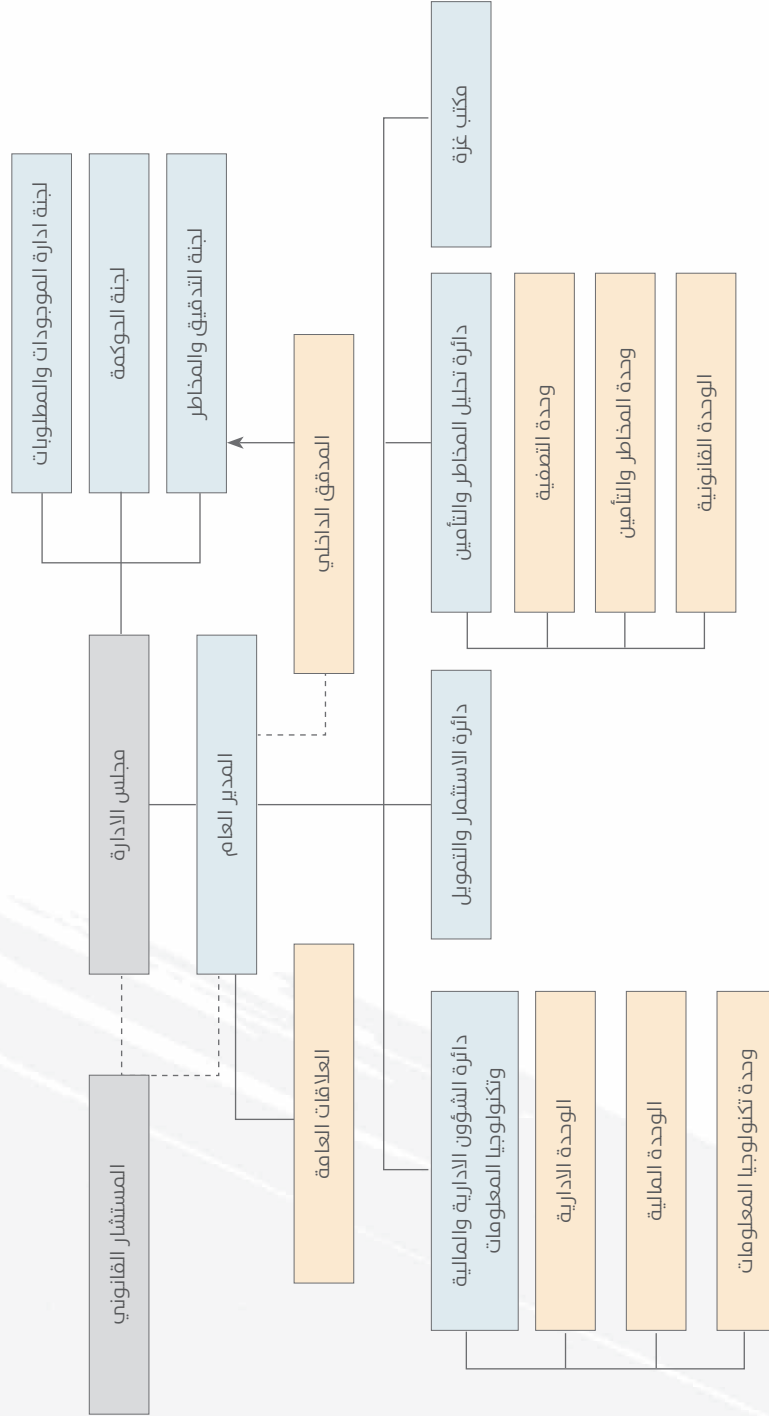 مجلس الادارة
المستشار القانوني
لجنة ادارة الموجودات والمطلوبات
لجنة الحوكمة
لجنة التدقيق والمخاطر
المدير العام
المدقق الداخلي
العلاقات العامة
مكتب غزة
دائرة تحليل المخاطر والتأمين
وحدة التصفية
وحدة المخاطر والتأمين
الوحدة القانونية
دائرة الاستثمار والتمويل
دائرة الشؤون الادارية والمالية
وتكنولوجيا المعلومات
الوحدة الادارية
الوحدة المالية
وحدة تكنولوجيا المعلومات